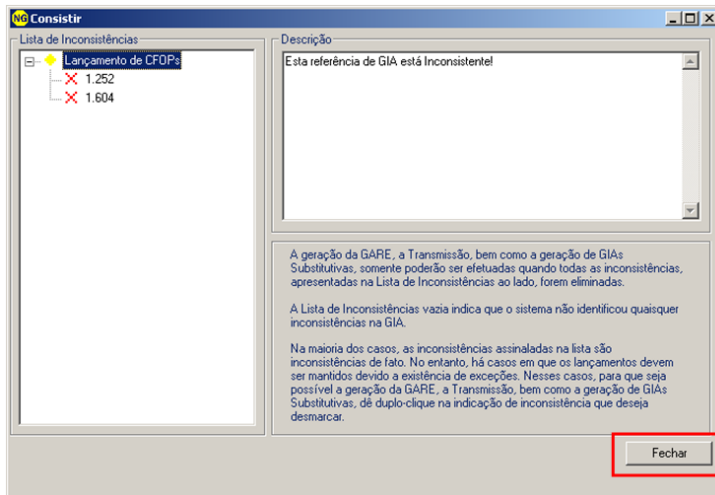 NG Consistir
Lista de Inconsistências
Lançamento de CFOPs
1.252
1.604
Descrição
Esta referência de GIA está Inconsistente!
A geração da GARE, a Transmissão, bem como a geração de GIAs
Substitutivas, somente poderão ser efetuadas quando todas as inconsistências,
apresentadas na Lista de Inconsistências ao lado, forem eliminadas.
A Lista de Inconsistências vazia indica que o sistema não identificou quaisquer
inconsistências na GIA.
Na maioria dos casos, as inconsistências assinaladas na lista são
inconsistências de fato. No entanto, há casos em que os lançamentos devem
ser mantidos devido a existência de exceções. Nesses casos, para que seja
possível a geração da GARE, a Transmissão, bem como a geração de GIAs
Substitutivas, dê duplo-clique na indicação de inconsistência que deseja
desmarcar.
Fechar